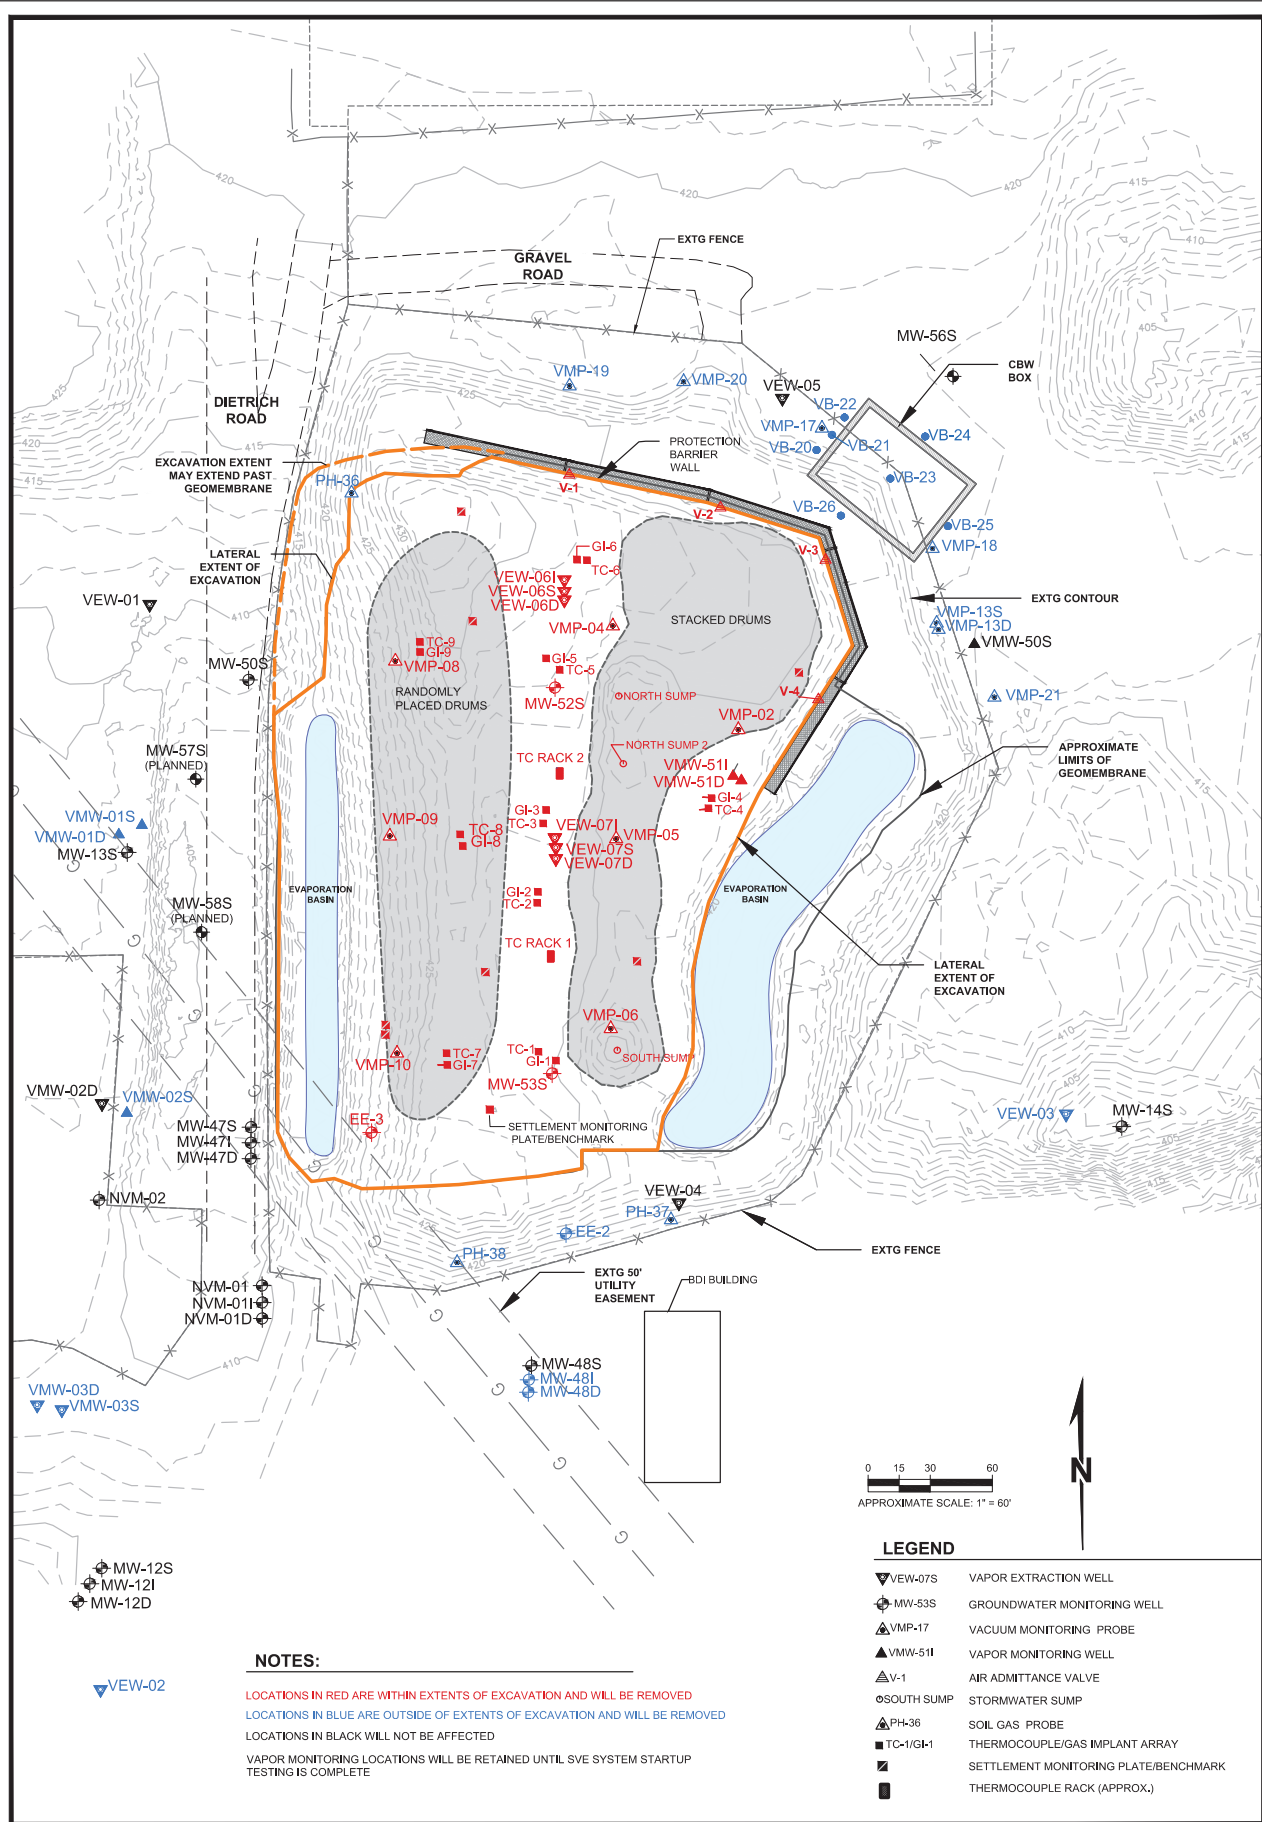 420
420
420
415
415
410
405
EXTG FENCE
GRAVEL
ROAD
MW-56S
CBW
BOX
VMP-19
VMP-20
VEW-05
425
425
425
DIETRICH
ROAD
VB-22
VMP-17
VB-21
VB-24
VB-20
PROTECTION
BARRIER
WALL
415
420
415
EXCAVATION EXTENT
MAY EXTEND PAST
GEOMEMBRANE
PH-36
V-1
VB-23
V-2
VB-26
VB-25
VMP-18
V-3
430
GI-6
TC-6
LATERAL
EXTENT OF
EXCAVATION
VEW-06I
VEW-06S
VEW-06D
VEW-01
EXTG CONTOUR
VMP-04
STACKED DRUMS
VMP-13S
VMP-13D
VMW-50S
TC-9
GI-9
VMP-08
GI-5
TC-5
MW-50S
RANDOMLY
PLACED DRUMS
MW-52S
NORTH SUMP
V-4
VMP-21
VMP-02
MW-57S
(PLANNED)
NORTH SUMP 2
TC RACK 2
VMW-51I
VMW-51D
APPROXIMATE
LIMITS OF
GEOMEMBRANE
GI-4
TC-4
VMW-01S
VMW-01D
MW-13S
VMP-09
TC-8
GI-8
GI-3
TC-3
VEW-07I
VEW-07S
VEW-07D
VMP-05
420
EVAPORATION
BASIN
EVAPORATION
BASIN
GI-2
TC-2
MW-58S
(PLANNED)
TC RACK 1
LATERAL
EXTENT OF
EXCAVATION
VMP-06
VMP-10
TC-7
GI-7
TC-1
GI-1
SOUTH SUMP
MW-53S
VMW-02D
VMW-02S
MW-47S
MW-47I
MW-47D
EE-3
SETTLEMENT MONITORING
PLATE/BENCHMARK
VEW-03
MW-14S
NVM-02
VEW-04
PH-37
EE-2
EXTG FENCE
PH-38
NVM-01
NVM-01I
NVM-01D
EXTG 50'
UTILITY
EASEMENT
BDI BUILDING
MW-48S
MW-48I
MW-48D
410
VMW-03D
VMW-03S
G
G
G
G
N
0 15 30 60
APPROXIMATE SCALE: 1" = 60'
MW-12S
MW-12I
MW-12D
VEW-02
NOTES:
LOCATIONS IN RED ARE WITHIN EXTENTS OF EXCAVATION AND WILL BE REMOVED
LOCATIONS IN BLUE ARE OUTSIDE OF EXTENTS OF EXCAVATION AND WILL BE REMOVED
LOCATIONS IN BLACK WILL NOT BE AFFECTED
VAPOR MONITORING LOCATIONS WILL BE RETAINED UNTIL SVE SYSTEM STARTUP
TESTING IS COMPLETE
LEGEND
VEW-07S VAPOR EXTRACTION WELL
MW-53S GROUNDWATER MONITORING WELL
VMP-17 VACUUM MONITORING PROBE
VMW-51I VAPOR MONITORING WELL
V-1 AIR ADMITTANCE VALVE
SOUTH SUMP STORMWATER SUMP
PH-36 SOIL GAS PROBE
TC-1/GI-1 THERMOCOUPLE/GAS IMPLANT ARRAY
SETTLEMENT MONITORING PLATE/BENCHMARK
THERMOCOUPLE RACK (APPROX.)